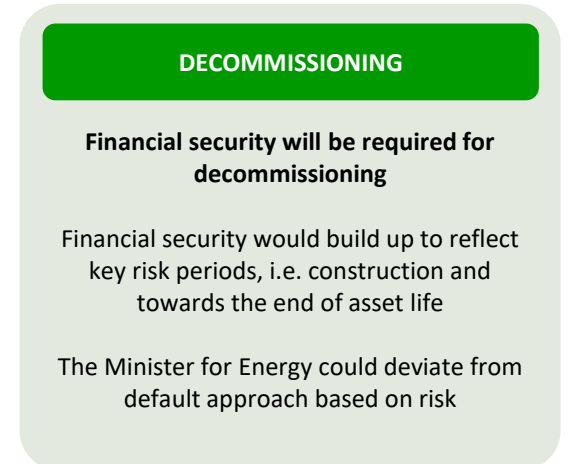 DECOMMISSIONING
Financial security will be required for
decommissioning
Financial security would build up to reflect
key risk periods, i.e. construction and
towards the end of asset life
The Minister for Energy could deviate from
default approach based on risk